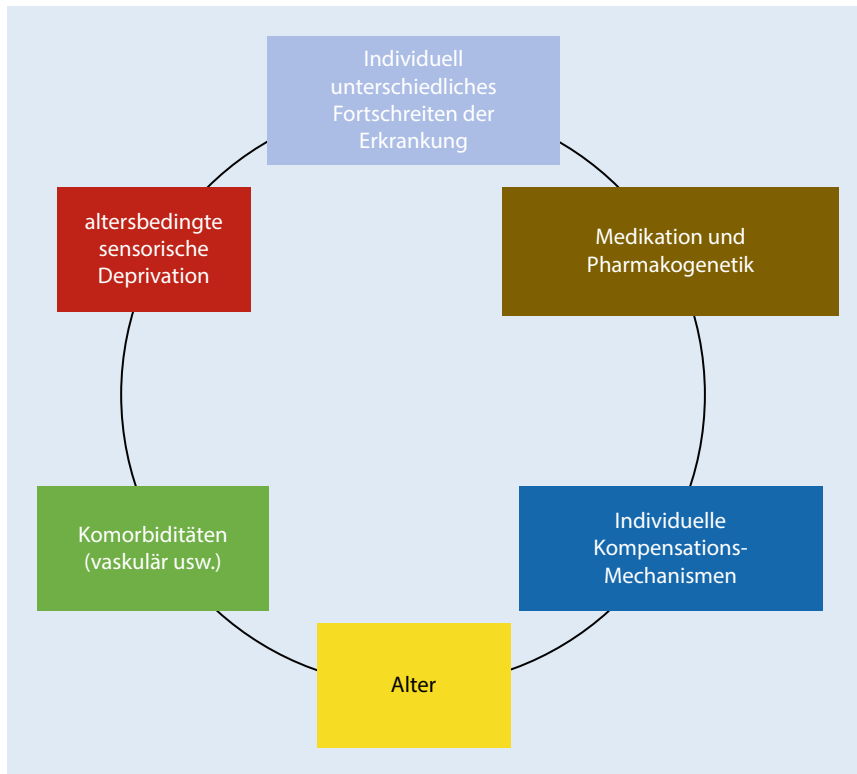 Individuell
unterschiedliches
Fortschreiten der
Erkrankung
altersbedingte
sensorische
Deprivation
Medikation und
Pharmakogenetik
Komorbiditäten
(vaskulär usw.)
Individuelle
Kompensations-
Mechanismen
Alter